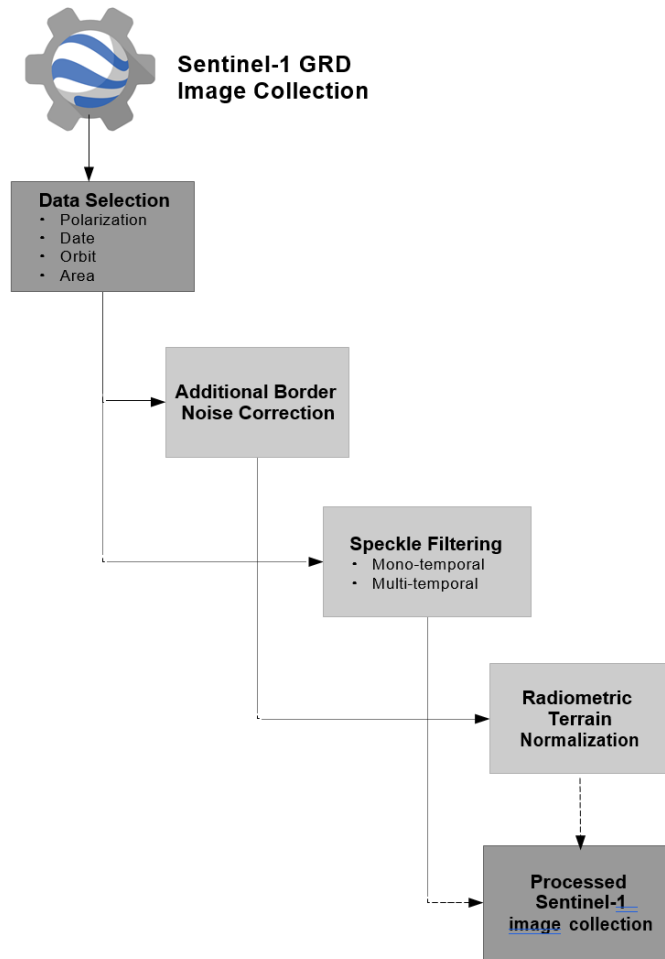 Sentinel-1 GRD
Image Collection
Data Selection
· Polarization
· Date
· Orbit
· Area
Additional Border
Noise Correction
Speckle Filtering
· Mono-temporal
· Multi-temporal
Radiometric
Terrain
Normalization
Processed
Sentinel-1
image collection